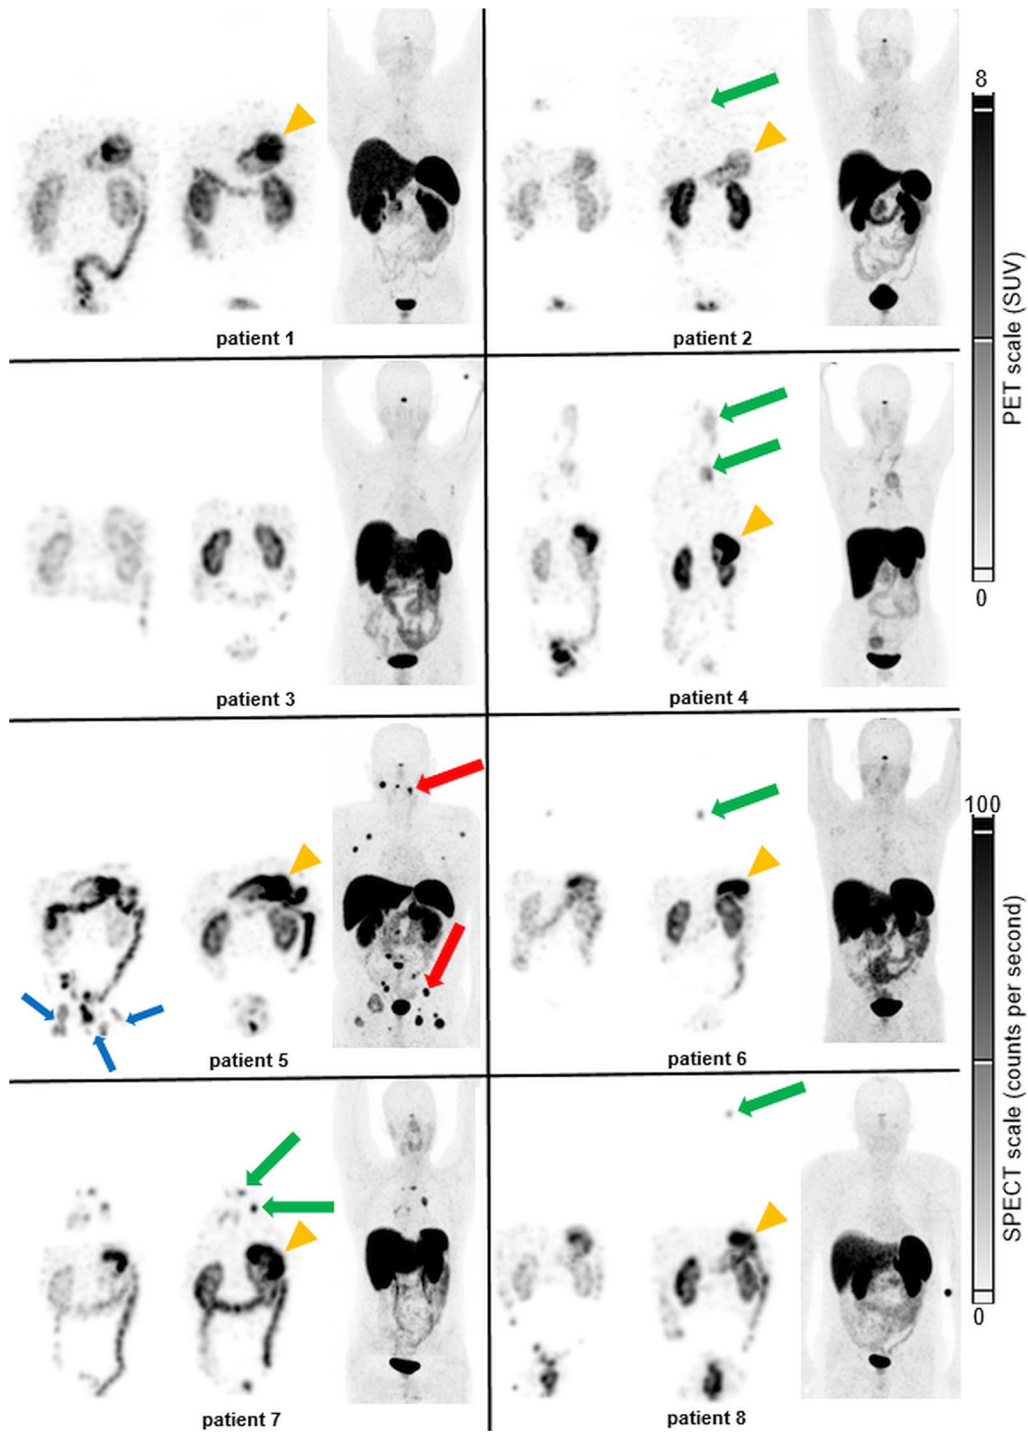 8
patient 1
patient 2
PET scale (SUV)
0
patient 3
patient 4
100
patient 5
patient 6
SPECT scale (counts per second)
0
patient 7
patient 8